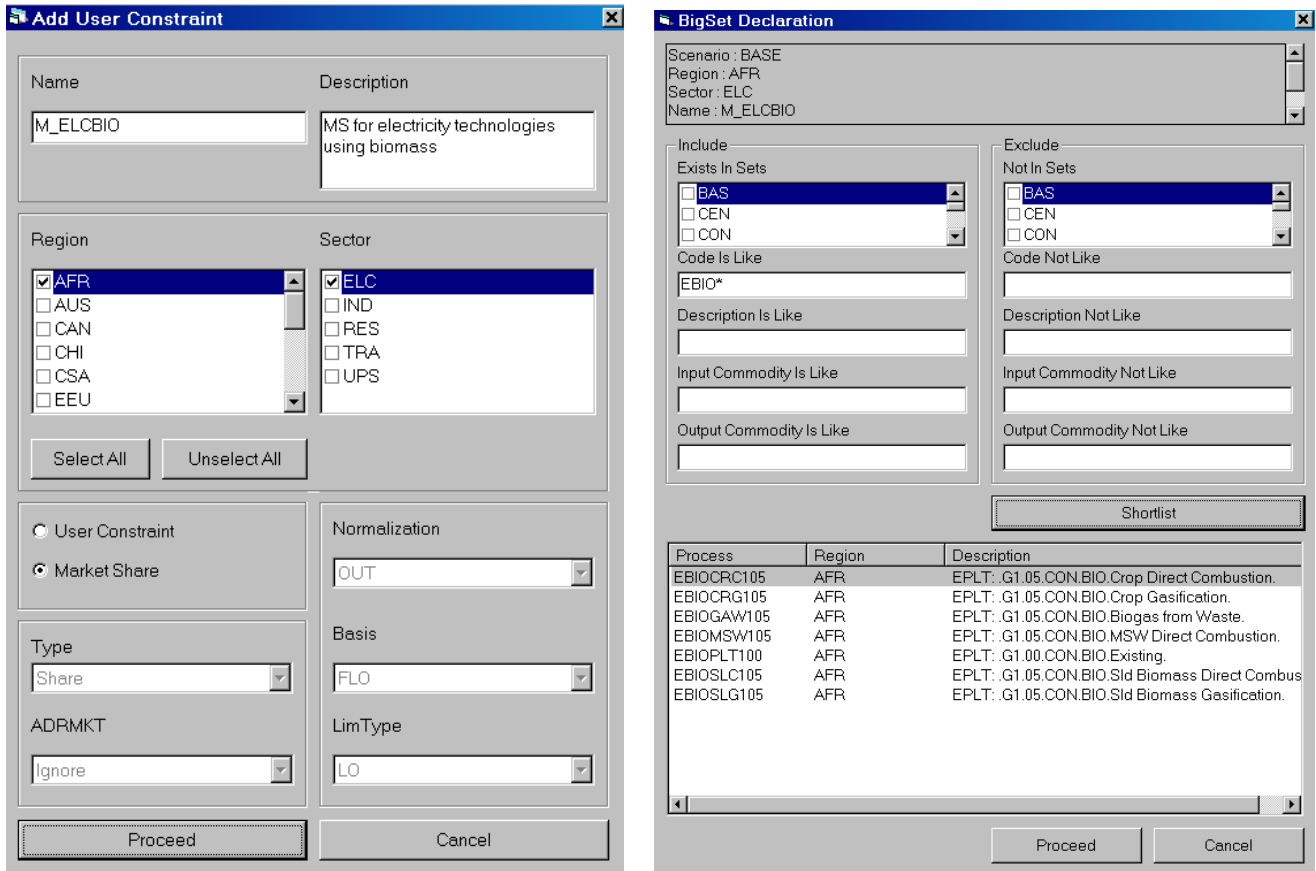 Add User Constraint
Name
Description
M_ELCBIO
MS for electricity technologies
using biomass
Region
Sector
AFR
AUS
CAN
CHI
CSA
EEU
ELC
IND
RES
TRA
UPS
Select All
Unselect All
User Constraint
Market Share
Normalization
OUT
Type
Share
Basis
FLO
ADRMKT
Ignore
LimType
LO
Proceed
Cancel
BigSet Declaration
Scenario : BASE
Region : AFR
Sector : ELC
Name : M_ELCBIO
Include
Exists In Sets
BAS
CEN
CON
Code Is Like
EBIO*
Description Is Like
Input Commodity Is Like
Output Commodity Is Like
Exclude
Not In Sets
BAS
CEN
CON
Code Not Like
Description Not Like
Input Commodity Not Like
Output Commodity Not Like
Shortlist
Process Region Description
EBIOCRC105 AFR EPLT: .G1.05.CON.BIO.Crop Direct Combustion.
EBIOCRG105 AFR EPLT: .G1.05.CON.BIO.Crop Gasification.
EBIOGAW105 AFR EPLT: .G1.05.CON.BIO.Biogas from Waste.
EBIOMSW105 AFR EPLT: .G1.05.CON.BIO.MSW Direct Combustion.
EBIOPLT100 AFR EPLT: .G1.00.CON.BIO.Existing.
EBIOSLC105 AFR EPLT: .G1.05.CON.BIO.Sld Biomass Direct Combus
EBIOSLG105 AFR EPLT: .G1.05.CON.BIO.Sld Biomass Gasification.
Proceed
Cancel